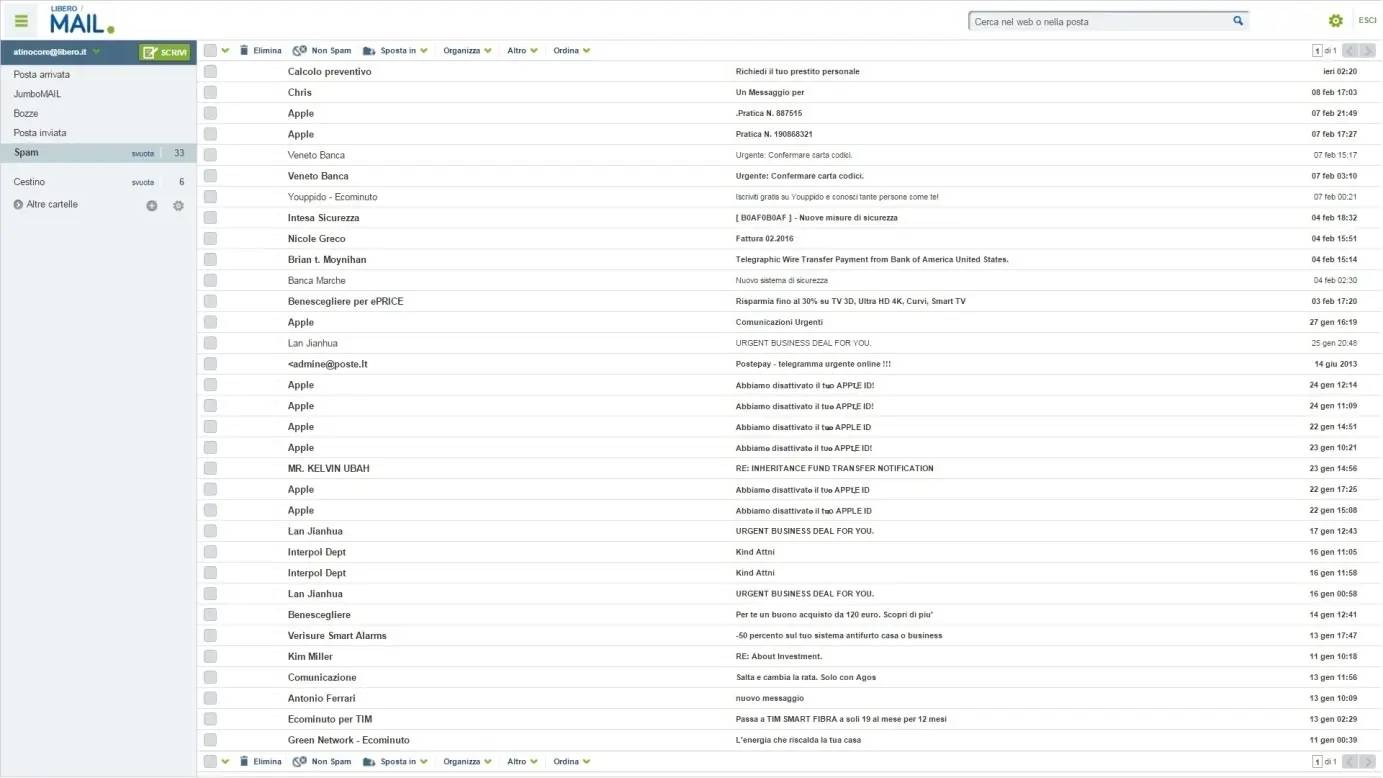 LIBERO /
MAIL
Cerca nel web o nella posta
ESCI
atinocore@libero.it
SCRIVI
Elimina Non Spam Sposta in Organizza Altro Ordina 1 di 1
Posta arrivata
JumboMAIL
Bozze
Posta inviata
Spam svuota 33
Cestino svuota 6
Altre cartelle
Calcolo preventivo Richiedi il tuo prestito personale ieri 02:20
Chris Un Messaggio per 08 feb 17:03
Apple .Pratica N. 887515 07 feb 21:49
Apple Pratica N. 190868321 07 feb 17:27
Veneto Banca Urgente: Confermare carta codici. 07 feb 15:17
Veneto Banca Urgente: Confermare carta codici. 07 feb 03:10
Youppido - Ecominuto Iscriviti gratis su Youppido e conosci tante persone come te! 07 feb 00:21
Intesa Sicurezza [ B0AF0B0AF ] - Nuove misure di sicurezza 04 feb 18:32
Nicole Greco Fattura 02.2016 04 feb 15:51
Brian t. Moynihan Telegraphic Wire Transfer Payment from Bank of America United States. 04 feb 15:14
Banca Marche Nuovo sistema di sicurezza 04 feb 02:30
Benescegliere per ePRICE Risparmia fino al 30% su TV 3D, Ultra HD 4K, Curvi, Smart TV 03 feb 17:20
Apple Comunicazioni Urgenti 27 gen 16:19
Lan Jianhua URGENT BUSINESS DEAL FOR YOU. 25 gen 20:48
<admine@poste.lt Postepay - telegramma urgente online !!! 14 giu 2013
Apple Abbiamo disattivato il tuo APPLE ID! 24 gen 12:14
Apple Abbiamo disattivato il tuo APPLE ID! 24 gen 11:09
Apple Abbiamo disattivato il tuo APPLE ID 22 gen 14:51
Apple Abbiamo disattivato il tuo APPLE ID! 23 gen 10:21
MR. KELVIN UBAH RE: INHERITANCE FUND TRANSFER NOTIFICATION 23 gen 14:56
Apple Abbiamo disattivato il tuo APPLE ID 22 gen 17:25
Apple Abbiamo disattivato il tuo APPLE ID 22 gen 15:08
Lan Jianhua URGENT BUSINESS DEAL FOR YOU. 17 gen 12:43
Interpol Dept Kind Attni 16 gen 11:05
Interpol Dept Kind Attni 16 gen 11:58
Lan Jianhua URGENT BUSINESS DEAL FOR YOU. 16 gen 00:58
Benescegliere Per te un buono acquisto da 120 euro. Scopri di piu' 14 gen 12:41
Verisure Smart Alarms -50 percento sul tuo sistema antifurto casa o business 13 gen 17:47
Kim Miller RE: About Investment. 11 gen 10:18
Comunicazione Salta e cambia la rata. Solo con Agos 13 gen 11:56
Antonio Ferrari nuovo messaggio 13 gen 10:09
Ecominuto per TIM Passa a TIM SMART FIBRA a soli 19 al mese per 12 mesi 13 gen 02:29
Green Network - Ecominuto L'energia che riscalda la tua casa 11 gen 00:39
Elimina Non Spam Sposta in Organizza Altro Ordina 1 di 1